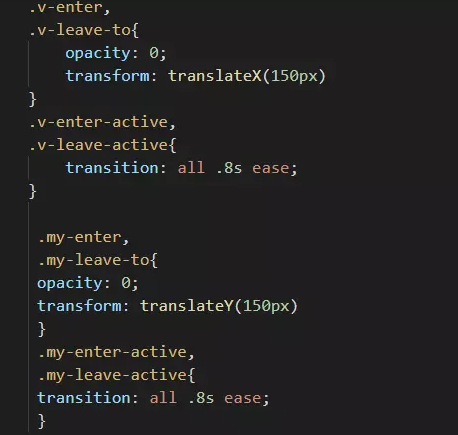 .v-enter,
.v-leave-to{
    opacity: 0;
    transform: translateX(150px)
}
.v-enter-active,
.v-leave-active{
    transition: all .8s ease;
}
.my-enter,
.my-leave-to{
opacity: 0;
transform: translateY(150px)
}
.my-enter-active,
.my-leave-active{
transition: all .8s ease;
}